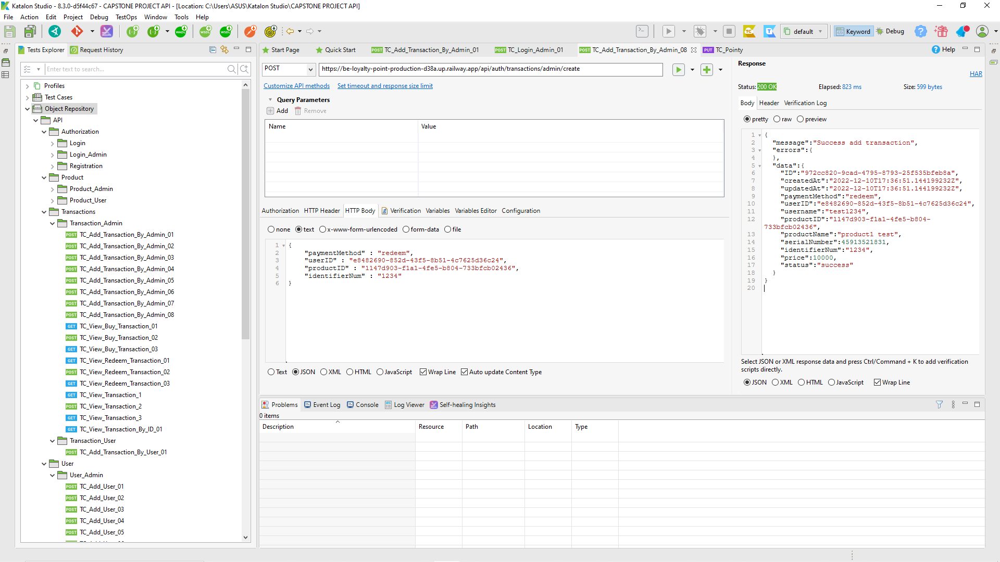 Katalon Studio - 8.3.0-d5f44c67 - CAPSTONE PROJECT API - [Location: C:\Users\ASUS\Katalon Studio\CAPSTONE PROJECT API]
File Action Edit Project Debug TestOps Window Tools Help
default Keyword Debug
Tests Explorer Request History
Enter text to search...
Profiles
Test Cases
Object Repository
API
Authorization
Login
Login_Admin
Registration
Product
Product_Admin
Product_User
Transactions
Transaction_Admin
POST TC_Add_Transaction_By_Admin_01
POST TC_Add_Transaction_By_Admin_02
POST TC_Add_Transaction_By_Admin_03
POST TC_Add_Transaction_By_Admin_04
POST TC_Add_Transaction_By_Admin_05
POST TC_Add_Transaction_By_Admin_06
POST TC_Add_Transaction_By_Admin_07
POST TC_Add_Transaction_By_Admin_08
GET TC_View_Buy_Transaction_01
POST TC_View_Buy_Transaction_02
GET TC_View_Buy_Transaction_03
GET TC_View_Redeem_Transaction_01
POST TC_View_Redeem_Transaction_02
GET TC_View_Redeem_Transaction_03
GET TC_View_Transaction_1
POST TC_View_Transaction_2
GET TC_View_Transaction_3
GET TC_View_Transaction_By_ID_01
Transaction_User
POST TC_Add_Transaction_By_User_01
User
User_Admin
POST TC_Add_User_01
POST TC_Add_User_02
POST TC_Add_User_03
POST TC_Add_User_04
POST TC_Add_User_05
Start Page Quick Start POST TC_Add_Transaction_By_Admin_01 POST TC_Login_Admin_01 POST TC_Add_Transaction_By_Admin_08 PUT TC_Pointy Help
POST https://be-loyalty-point-production-d38a.up.railway.app/api/auth/transactions/admin/create
Customize API methods Set timeout and response size limit
Query Parameters
Add Remove
Name Value
Authorization HTTP Header HTTP Body Verification Variables Variables Editor Configuration
none text x-www-form-urlencoded form-data file
1 {
2 "paymentMethod" : "redeem",
3 "userID" : "e8482690-852d-43f5-8b51-4c7625d36c24",
4 "productID" : "1147d903-f1a1-4fe5-b804-733bfcb02436",
5 "identifierNum" : "1234"
6 }
Text JSON XML HTML JavaScript Wrap Line Auto update Content Type
Response
HAR
Status: 200 OK Elapsed: 823 ms Size: 599 bytes
Body Header Verification Log
pretty raw preview
1 {
2 "message":"Success add transaction",
3 "errors":{
4 },
5 "data":{
6 "ID":"972cc820-9cad-4795-8793-25f535bfeb8a",
7 "createdAt":"2022-12-10T17:36:51.144199232Z",
8 "updatedAt":"2022-12-10T17:36:51.144199232Z",
9 "paymentMethod":"redeem",
10 "userID":"e8482690-852d-43f5-8b51-4c7625d36c24",
11 "username":"test1234",
12 "productID":"1147d903-f1a1-4fe5-b804-
733bfcb02436",
13 "productName":"product1 test",
14 "serialNumber":45913521831,
15 "identifierNum":"1234",
16 "price":10000,
17 "status":"success"
18 }
19 }
20
Select JSON or XML response data and press Ctrl/Command + K to add verification
scripts directly.
JSON XML HTML JavaScript Wrap Line
Problems Event Log Console Log Viewer Self-healing Insights
0 items
Description Resource Path Location Type